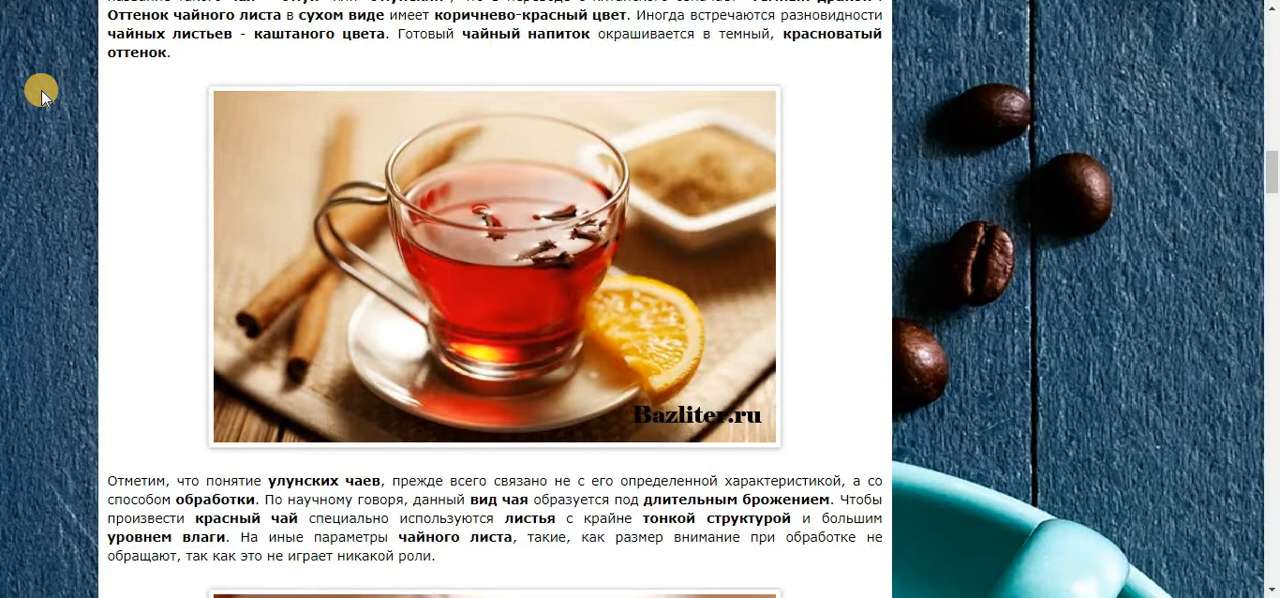 Оттенок чайного листа в сухом виде имеет коричнево-красный цвет. Иногда встречаются разновидности
чайных листьев - каштаного цвета. Готовый чайный напиток окрашивается в темный, красноватый
оттенок.
Bazliter.ru
Отметим, что понятие улунских чаев, прежде всего связано не с его определенной характеристикой, а со
способом обработки. По научному говоря, данный вид чая образуется под длительным брожением. Чтобы
произвести красный чай специально используются листья с крайне тонкой структурой и большим
уровнем влаги. На иные параметры чайного листа, такие, как размер внимание при обработке не
обращают, так как это не играет никакой роли.